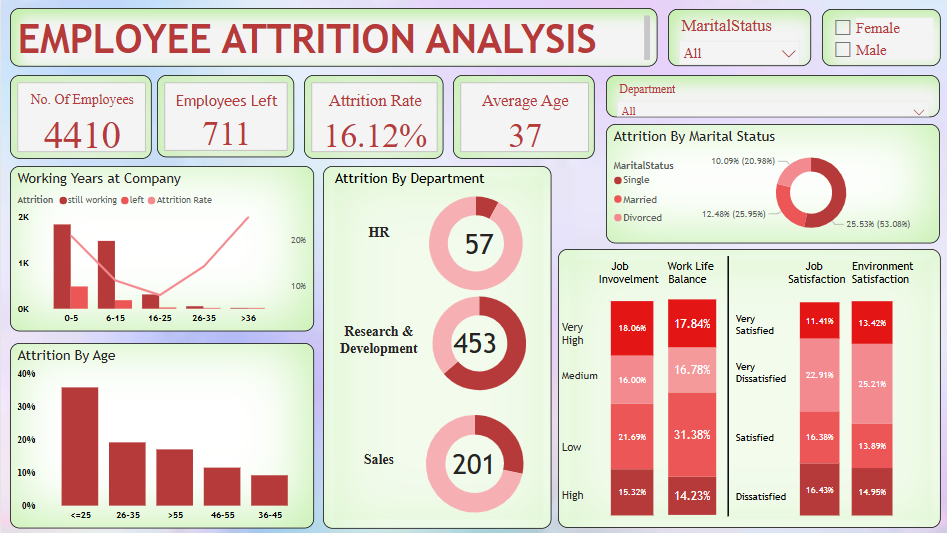 EMPLOYEE ATTRITION ANALYSIS
MaritalStatus
All
Female
Male
No. Of Employees
4410
Employees Left
711
Attrition Rate
16.12%
Average Age
37
Department
All
Working Years at Company
Attrition still working left Attrition Rate
2K
1K
0K
20%
10%
0-5 6-15 16-25 26-35 >36
Attrition By Age
40%
30%
20%
10%
0%
<=25 26-35 >55 46-55 36-45
Attrition By Department
HR
57
Research &
Development
453
Sales
201
Attrition By Marital Status
MaritalStatus
Single
Married
Divorced
10.09% (20.98%)
12.48% (25.95%)
25.53% (53.08%)
Job
Invovelment
Work Life
Balance
Very
High
Medium
Low
High
18.06%
16.00%
21.69%
15.32%
17.84%
16.78%
31.38%
14.23%
Job
Satisfaction
Environment
Satisfaction
Very
Satisfied
Very
Dissatisfied
Satisfied
Dissatisfied
11.41%
22.91%
16.38%
16.43%
13.42%
25.21%
13.89%
14.95%